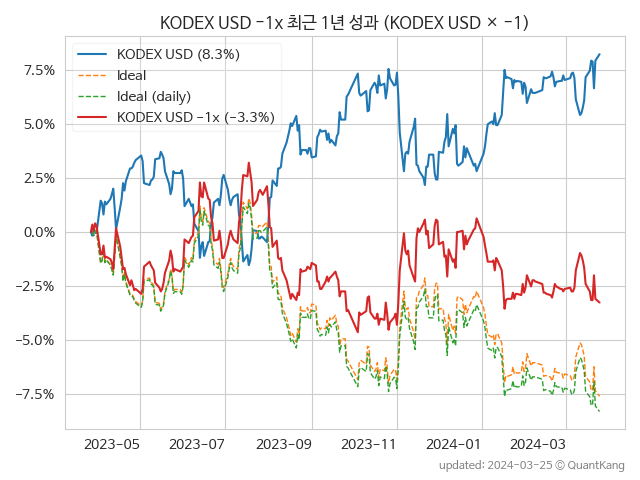 KODEX USD -1x 최근 1년 성과 (KODEX USD × -1)
KODEX USD (8.3%)
Ideal
Ideal (daily)
KODEX USD -1x (-3.3%)
7.5%
5.0%
2.5%
0.0%
-2.5%
-5.0%
-7.5%
2023-05 2023-07 2023-09 2023-11 2024-01 2024-03
updated: 2024-03-25 ⓒ QuantKang